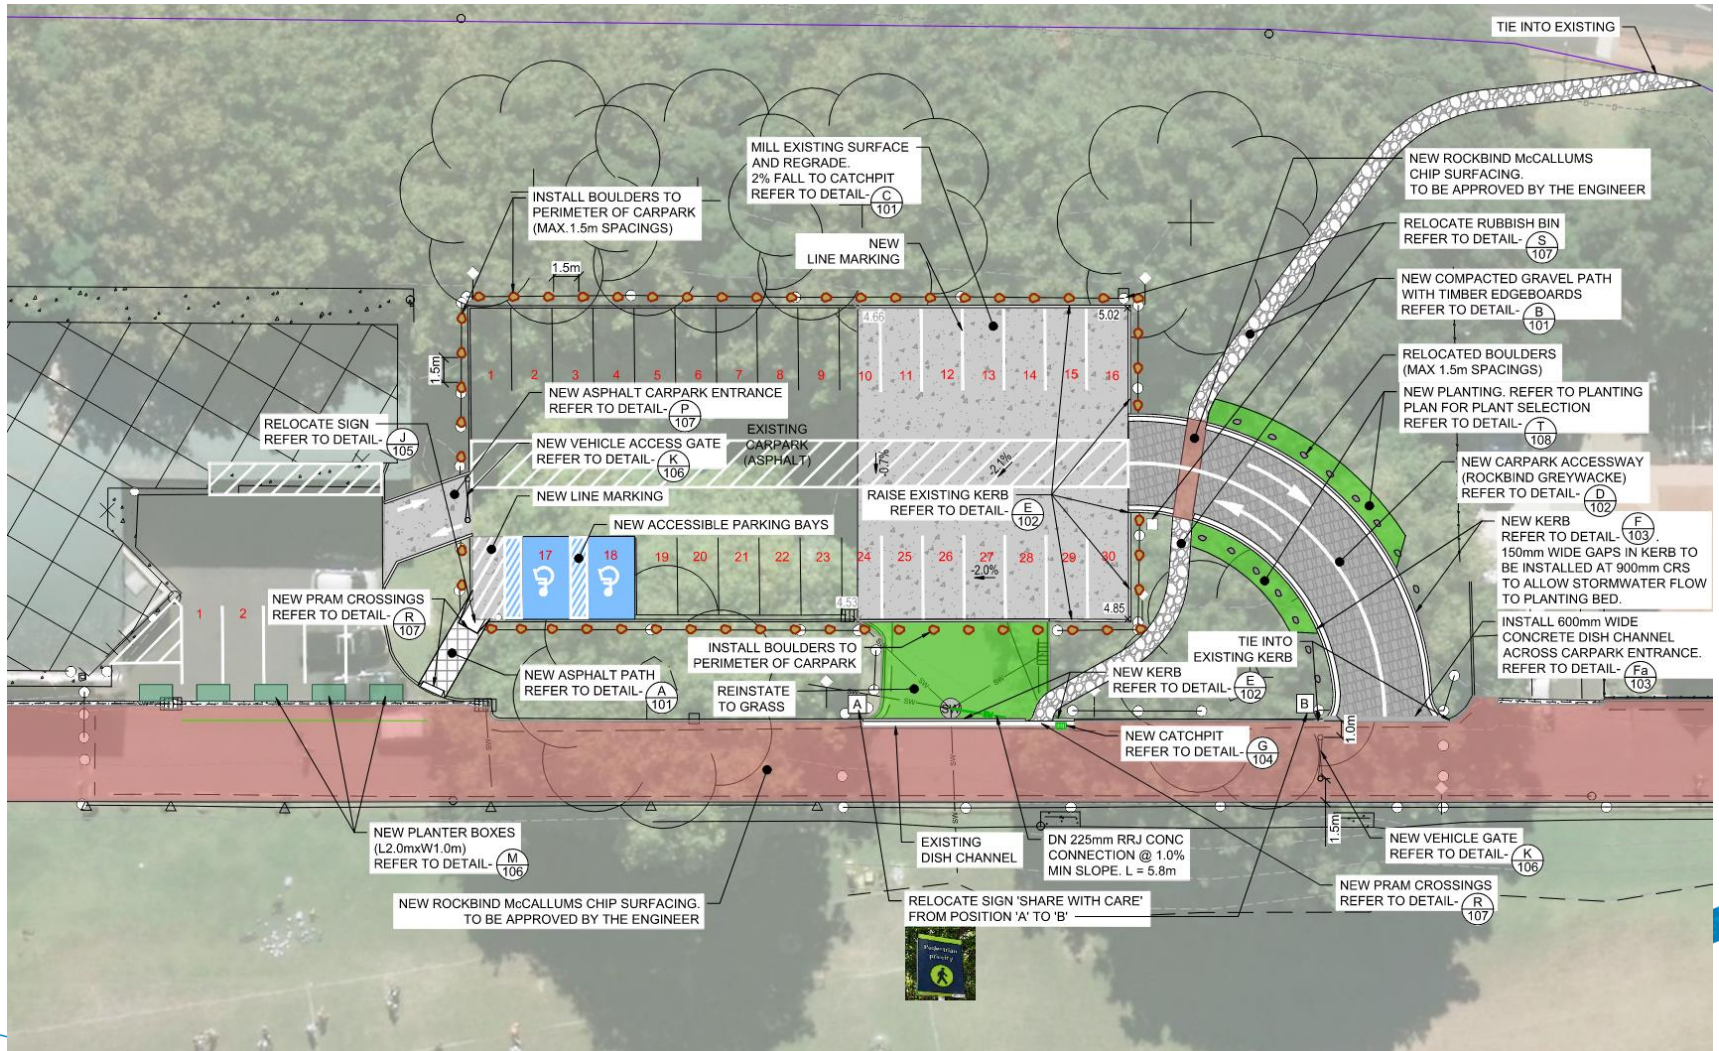 TIE INTO EXISTING
MILL EXISTING SURFACE
AND REGRADE.
2% FALL TO CATCHPIT
REFER TO DETAIL- C
101
NEW ROCKBIND McCALLUMS
CHIP SURFACING.
TO BE APPROVED BY THE ENGINEER
INSTALL BOULDERS TO
PERIMETER OF CARPARK
(MAX.1.5m SPACINGS)
RELOCATE RUBBISH BIN
REFER TO DETAIL- S
107
NEW
LINE MARKING
1.5m
NEW COMPACTED GRAVEL PATH
WITH TIMBER EDGEBOARDS
REFER TO DETAIL- B
101
4.66
5.02
1.5m
RELOCATED BOULDERS
(MAX 1.5m SPACINGS)
1 2 3 4 5 6 7 8 9 10 11 12 13 14 15 16
NEW PLANTING. REFER TO PLANTING
PLAN FOR PLANT SELECTION
REFER TO DETAIL- T
108
NEW ASPHALT CARPARK ENTRANCE
REFER TO DETAIL- P
107
RELOCATE SIGN
REFER TO DETAIL- J
105
EXISTING
CARPARK
(ASPHALT)
NEW VEHICLE ACCESS GATE
REFER TO DETAIL- K
106
-0.7%
-2.1%
NEW CARPARK ACCESSWAY
(ROCKBIND GREYWACKE)
REFER TO DETAIL- D
102
NEW LINE MARKING
RAISE EXISTING KERB
REFER TO DETAIL- E
102
NEW ACCESSIBLE PARKING BAYS
NEW KERB
REFER TO DETAIL- F
103 .
150mm WIDE GAPS IN KERB TO
BE INSTALLED AT 900mm CRS
TO ALLOW STORMWATER FLOW
TO PLANTING BED.
17 18 19 20 21 22 23 24 25 26 27 28 29 30
-2.0%
4.53
4.85
NEW PRAM CROSSINGS
REFER TO DETAIL- R
107
1 2
INSTALL 600mm WIDE
CONCRETE DISH CHANNEL
ACROSS CARPARK ENTRANCE.
REFER TO DETAIL- Fa
103
INSTALL BOULDERS TO
PERIMETER OF CARPARK
TIE INTO
EXISTING KERB
NEW ASPHALT PATH
REFER TO DETAIL- A
101
REINSTATE
TO GRASS
NEW KERB
REFER TO DETAIL- E
102
SW
SW
SW
SW
SW
SW
SW
SW
A
B
1.0m
NEW CATCHPIT
REFER TO DETAIL- G
104
NEW PLANTER BOXES
(L2.0mxW1.0m)
REFER TO DETAIL- M
106
EXISTING
DISH CHANNEL
DN 225mm RRJ CONC
CONNECTION @ 1.0%
MIN SLOPE. L = 5.8m
1.5m
NEW VEHICLE GATE
REFER TO DETAIL- K
106
NEW ROCKBIND McCALLUMS CHIP SURFACING.
TO BE APPROVED BY THE ENGINEER
RELOCATE SIGN 'SHARE WITH CARE'
FROM POSITION 'A' TO 'B'
NEW PRAM CROSSINGS
REFER TO DETAIL- R
107
Pedestrian
priority